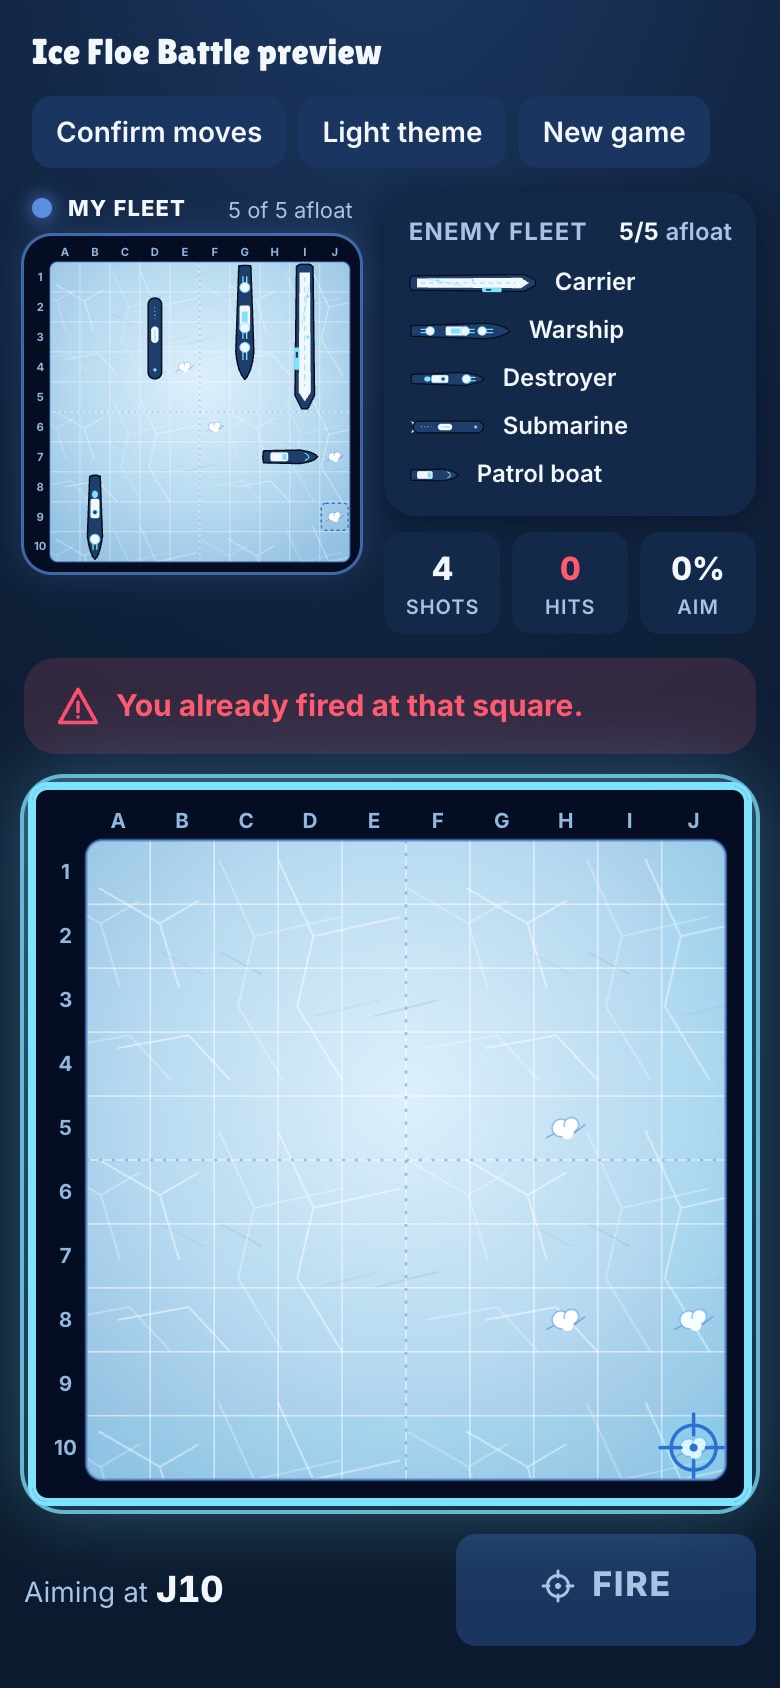 Ice Floe Battle preview
Confirm moves Light theme New game
MY FLEET 5 of 5 afloat
A B C D E F G H I J
1
2
3
4
5
6
7
8
9
10
ENEMY FLEET 5/5 afloat
Carrier
Warship
Destroyer
Submarine
Patrol boat
4 0 0%
SHOTS HITS AIM
You already fired at that square.
A B C D E F G H I J
1
2
3
4
5
6
7
8
9
10
Aiming at J10
FIRE